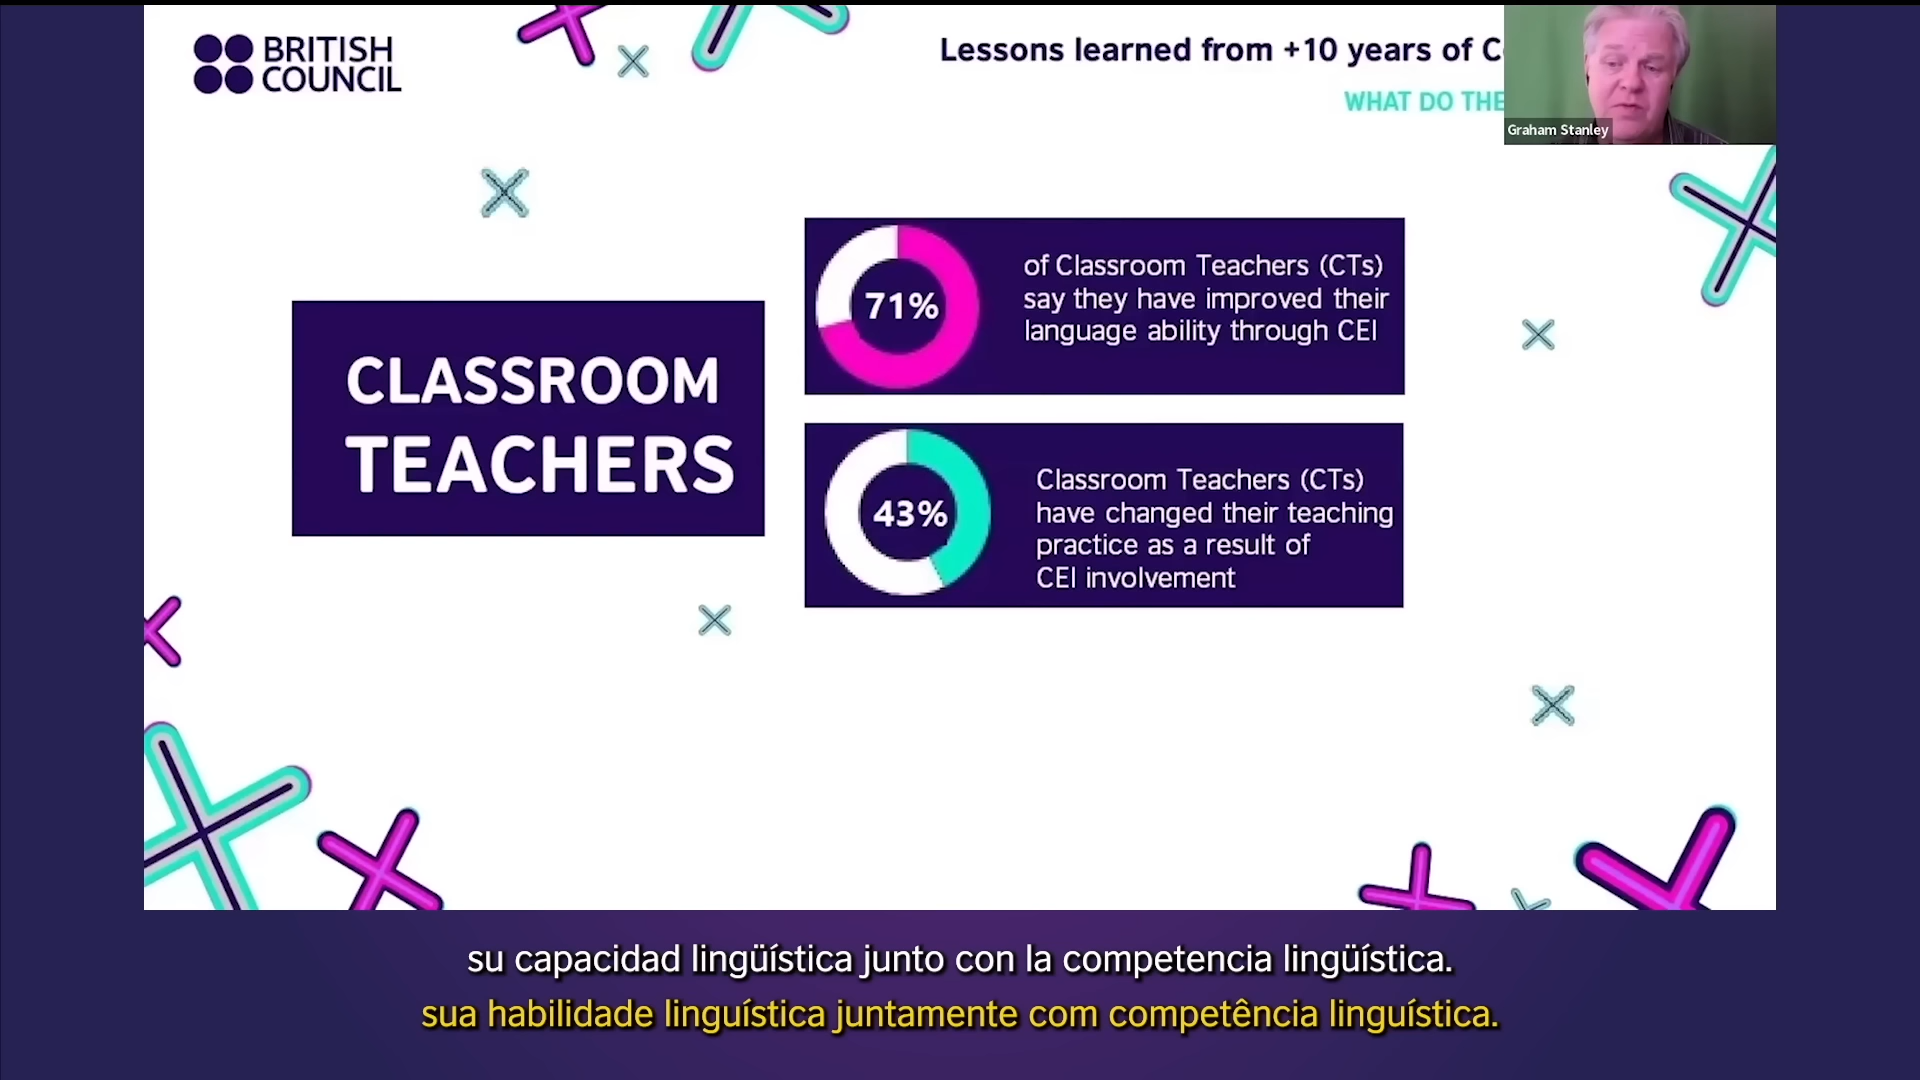 BRITISH
COUNCIL
Lessons learned from +10 years of
WHAT DO THE
Graham Stanley
CLASSROOM
TEACHERS
71%
of Classroom Teachers (CTs)
say they have improved their
language ability through CEI
43%
Classroom Teachers (CTs)
have changed their teaching
practice as a result of
CEI involvement
su capacidad lingüística junto con la competencia lingüística.
sua habilidade linguística juntamente com competência linguística.